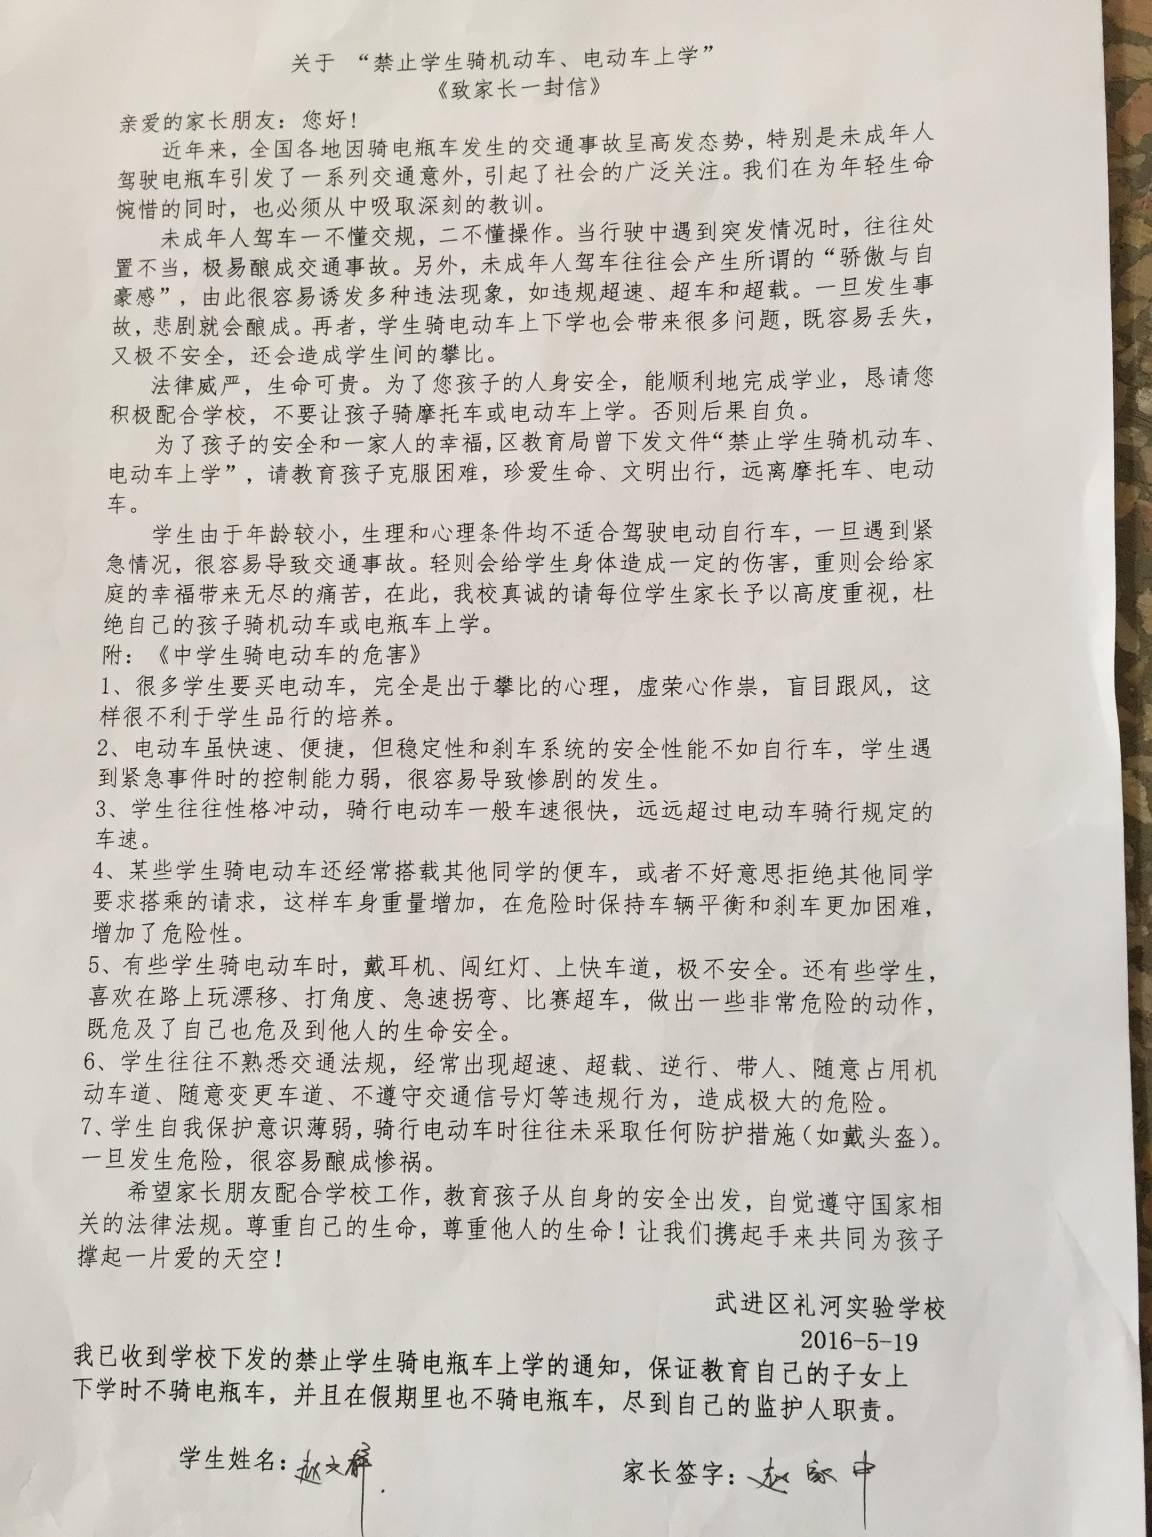 关于 “禁止学生骑机动车、电动车上学”
《致家长一封信》
亲爱的家长朋友：您好!
近年来，全国各地因骑电瓶车发生的交通事故呈高发态势，特别是未成年人
驾驶电瓶车引发了一系列交通意外，引起了社会的广泛关注。我们在为年轻生命
惋惜的同时，也必须从中吸取深刻的教训。
未成年人驾车一不懂交规，二不懂操作。当行驶中遇到突发情况时，往往处
置不当，极易酿成交通事故。另外，未成年人驾车往往会产生所谓的“骄傲与自
豪感”，由此很容易诱发多种违法现象，如违规超速、超车和超载。一旦发生事
故，悲剧就会酿成。再者，学生骑电动车上下学也会带来很多问题，既容易丢失，
又极不安全，还会造成学生间的攀比。
法律威严，生命可贵。为了您孩子的人身安全，能顺利地完成学业，恳请您
积极配合学校，不要让孩子骑摩托车或电动车上学。否则后果自负。
为了孩子的安全和一家人的幸福,区教育局曾下发文件“禁止学生骑机动车、
电动车上学”，请教育孩子克服困难，珍爱生命、文明出行，远离摩托车、电动
车。
学生由于年龄较小，生理和心理条件均不适合驾驶电动自行车，一旦遇到紧
急情况，很容易导致交通事故。轻则会给学生身体造成一定的伤害，重则会给家
庭的幸福带来无尽的痛苦，在此，我校真诚的请每位学生家长予以高度重视，杜
绝自己的孩子骑机动车或电瓶车上学。
附：《中学生骑电动车的危害》
1、很多学生要买电动车，完全是出于攀比的心理，虚荣心作祟，盲目跟风，这
样很不利于学生品行的培养。
2、电动车虽快速、便捷，但稳定性和刹车系统的安全性能不如自行车，学生遇
到紧急事件时的控制能力弱，很容易导致惨剧的发生。
3、学生往往性格冲动，骑行电动车一般车速很快，远远超过电动车骑行规定的
车速。
4、某些学生骑电动车还经常搭载其他同学的便车，或者不好意思拒绝其他同学
要求搭乘的请求，这样车身重量增加，在危险时保持车辆平衡和刹车更加困难，
增加了危险性。
5、有些学生骑电动车时，戴耳机、闯红灯、上快车道，极不安全。还有些学生，
喜欢在路上玩漂移、打角度、急速拐弯、比赛超车，做出一些非常危险的动作，
既危及了自己也危及到他人的生命安全。
6、学生往往不熟悉交通法规，经常出现超速、超载、逆行、带人、随意占用机
动车道、随意变更车道、不遵守交通信号灯等违规行为，造成极大的危险。
7、学生自我保护意识薄弱，骑行电动车时往往未采取任何防护措施（如戴头盔）。
一旦发生危险，很容易酿成惨祸。
希望家长朋友配合学校工作，教育孩子从自身的安全出发，自觉遵守国家相
关的法律法规。尊重自己的生命，尊重他人的生命！让我们携起手来共同为孩子
撑起一片爱的天空！
武进区礼河实验学校
2016-5-19
我已收到学校下发的禁止学生骑电瓶车上学的通知，保证教育自己的子女上
下学时不骑电瓶车，并且在假期里也不骑电瓶车，尽到自己的监护人职责。
学生姓名：赵文静 家长签字：赵家中